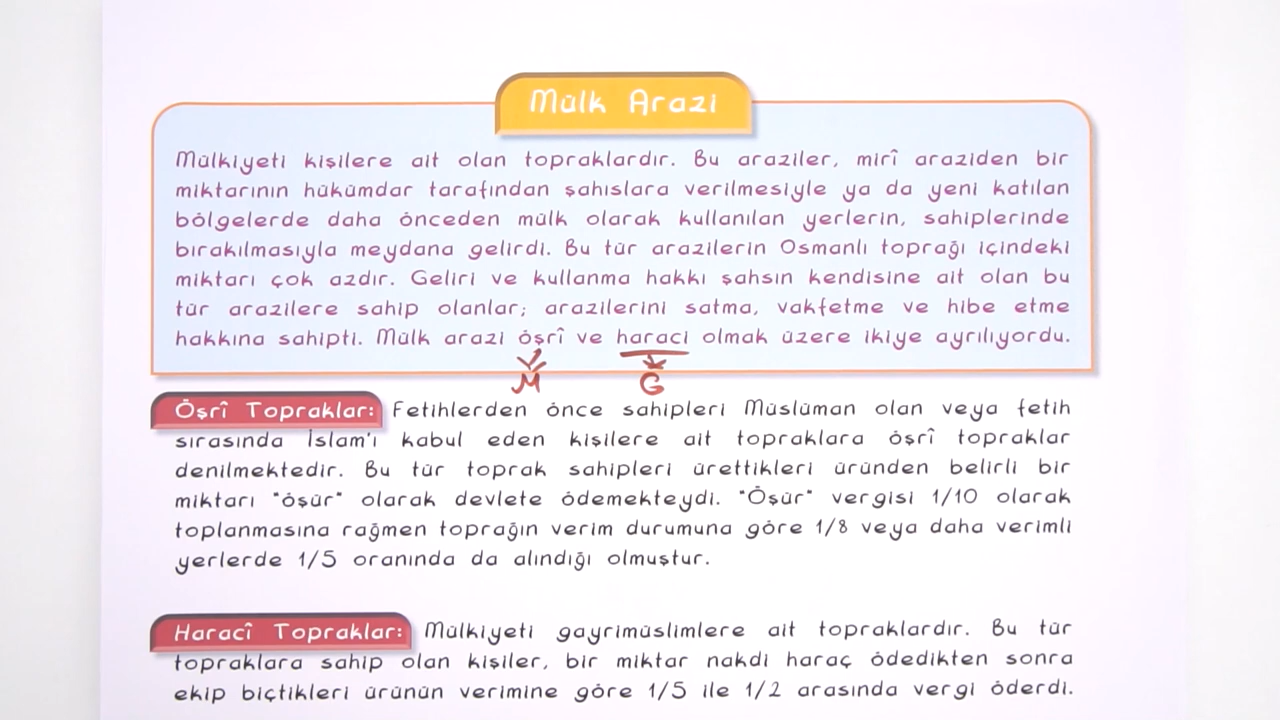 Mülk Arazi
Mülkiyeti kişilere ait olan topraklardır. Bu araziler, mirî araziden bir
miktarının hükümdar tarafından şahıslara verilmesiyle ya da yeni katılan
bölgelerde daha önceden mülk olarak kullanılan yerlerin, sahiplerinde
bırakılmasıyla meydana gelirdi. Bu tür arazilerin Osmanlı toprağı içindeki
miktarı çok azdır. Geliri ve kullanma hakkı şahsın kendisine ait olan bu
tür arazilere sahip olanlar; arazilerini satma, vakfetme ve hibe etme
hakkına sahipti. Mülk arazi öşrî ve haraci olmak üzere ikiye ayrılıyordu.
M G
Öşrî Topraklar: Fetihlerden önce sahipleri Müslüman olan veya fetih
sırasında İslam'ı kabul eden kişilere ait topraklara öşrî topraklar
denilmektedir. Bu tür toprak sahipleri ürettikleri üründen belirli bir
miktarı "öşür" olarak devlete ödemekteydi. "Öşür" vergisi 1/10 olarak
toplanmasına rağmen toprağın verim durumuna göre 1/8 veya daha verimli
yerlerde 1/5 oranında da alındığı olmuştur.
Haracî Topraklar: Mülkiyeti gayrimüslimlere ait topraklardır. Bu tür
topraklara sahip olan kişiler, bir miktar nakdi haraç ödedikten sonra
ekip biçtikleri ürünün verimine göre 1/5 ile 1/2 arasında vergi öderdi.